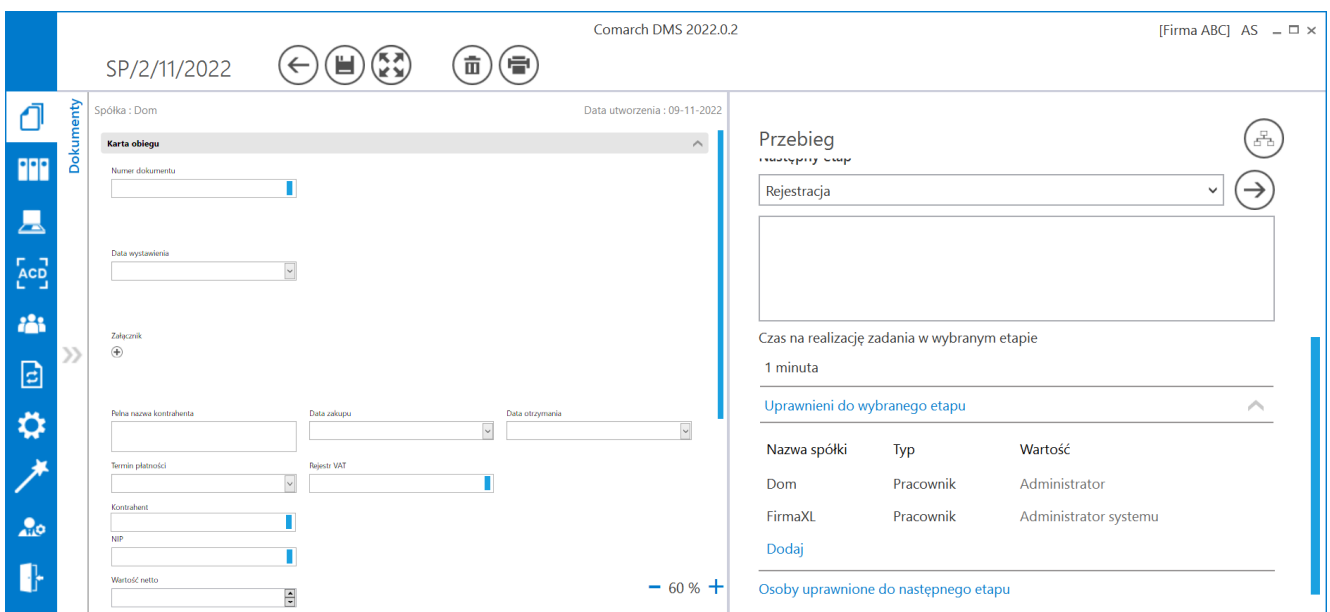 Comarch DMS 2022.0.2
[Firma ABC] AS
SP/2/11/2022
Dokumenty
ACD
Spółka : Dom
Data utworzenia : 09-11-2022
Karta obiegu
Numer dokumentu
Data wystawienia
Załącznik
Pełna nazwa kontrahenta
Data zakupu
Data otrzymania
Termin płatności
Rejestr VAT
Kontrahent
NIP
Wartość netto
60 %
Przebieg
Następny etap
Rejestracja
Czas na realizację zadania w wybranym etapie
1 minuta
Uprawnieni do wybranego etapu
Nazwa spółki Typ Wartość
Dom Pracownik Administrator
FirmaXL Pracownik Administrator systemu
Dodaj
Osoby uprawnione do następnego etapu